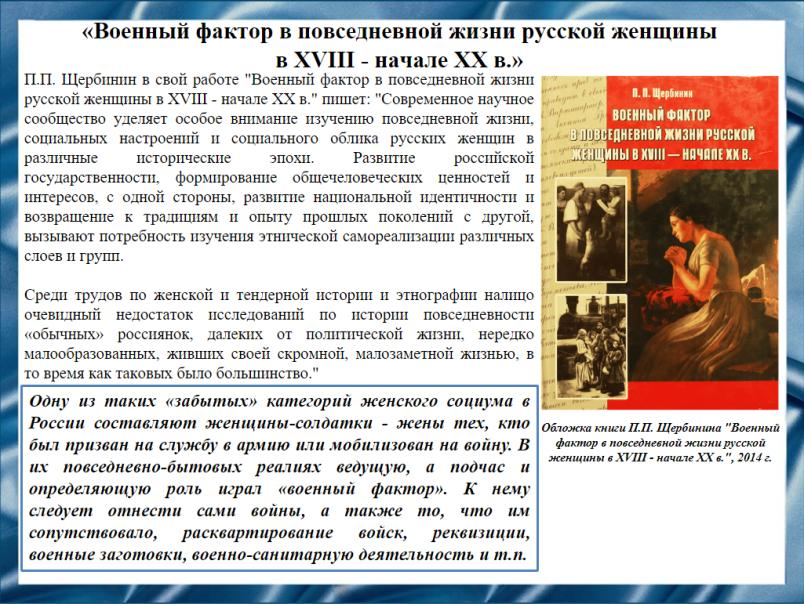 «Военный фактор в повседневной жизни русской женщины
в XVIII - начале XX в.»
П.П. Щербинин в свой работе "Военный фактор в повседневной жизни
русской женщины в XVIII - начале XX в." пишет: "Современное научное
сообщество уделяет особое внимание изучению повседневной жизни,
социальных настроений и социального облика русских женщин в
различные исторические эпохи. Развитие российской
государственности, формирование общечеловеческих ценностей и
интересов, с одной стороны, развитие национальной идентичности и
возвращение к традициям и опыту прошлых поколений с другой,
вызывают потребность изучения этнической самореализации различных
слоев и групп.
Среди трудов по женской и тендерной истории и этнографии налицо
очевидный недостаток исследований по истории повседневности
«обычных» россиянок, далеких от политической жизни, нередко
малообразованных, живших своей скромной, малозаметной жизнью, в
то время как таковых было большинство."
Одну из таких «забытых» категорий женского социума в
России составляют женщины-солдатки - жены тех, кто
был призван на службу в армию или мобилизован на войну. В
их повседневно-бытовых реалиях ведущую, а подчас и
определяющую роль играл «военный фактор». К нему
следует отнести сами войны, а также то, что им
сопутствовало, расквартирование войск, реквизиции,
военные заготовки, военно-санитарную деятельность и т.п.
П. П. Щербинин
ВОЕННЫЙ ФАКТОР
В ПОВСЕДНЕВНОЙ ЖИЗНИ РУССКОЙ
ЖЕНЩИНЫ В XVIII — НАЧАЛЕ XX В.
Обложка книги П.П. Щербинина "Военный
фактор в повседневной жизни русской
женщины в XVIII - начале XX в.", 2014 г.